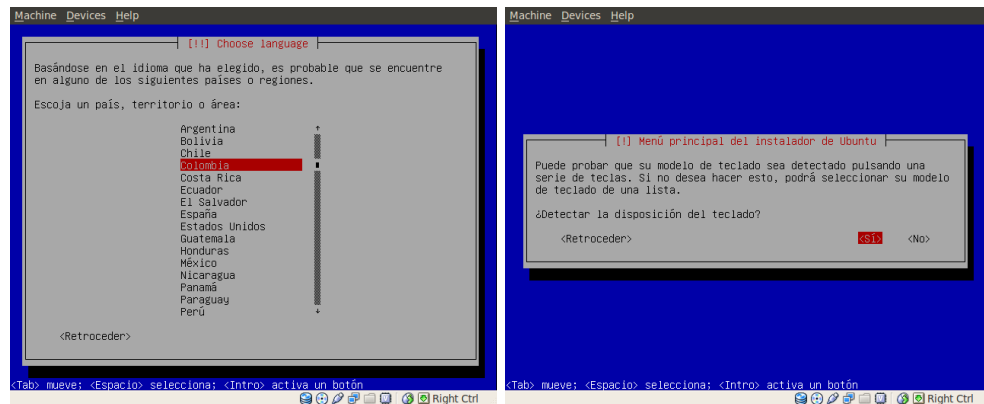 Machine Devices Help
[!!] Choose language
Basándose en el idioma que ha elegido, es probable que se encuentre
en alguno de los siguientes países o regiones.
Escoja un país, territorio o área:
Argentina
Bolivia
Chile
Colombia
Costa Rica
Ecuador
El Salvador
España
Estados Unidos
Guatemala
Honduras
México
Nicaragua
Panamá
Paraguay
Perú
<Retroceder>
<Tab> mueve; <Espacio> selecciona; <Intro> activa un botón
Right Ctrl
Machine Devices Help
[!] Menú principal del instalador de Ubuntu
Puede probar que su modelo de teclado sea detectado pulsando una
serie de teclas. Si no desea hacer esto, podrá seleccionar su modelo
de teclado de una lista.
¿Detectar la disposición del teclado?
<Retroceder> <Sí> <No>
<Tab> mueve; <Espacio> selecciona; <Intro> activa un botón
Right Ctrl